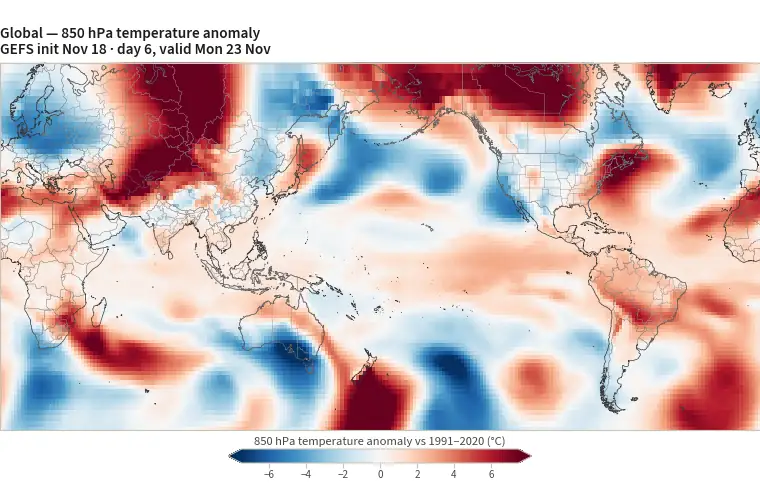 Global — 850 hPa temperature anomaly
GEFS init Nov 18 · day 6, valid Mon 23 Nov
850 hPa temperature anomaly vs 1991–2020 (°C)
−6 −4 −2 0 2 4 6